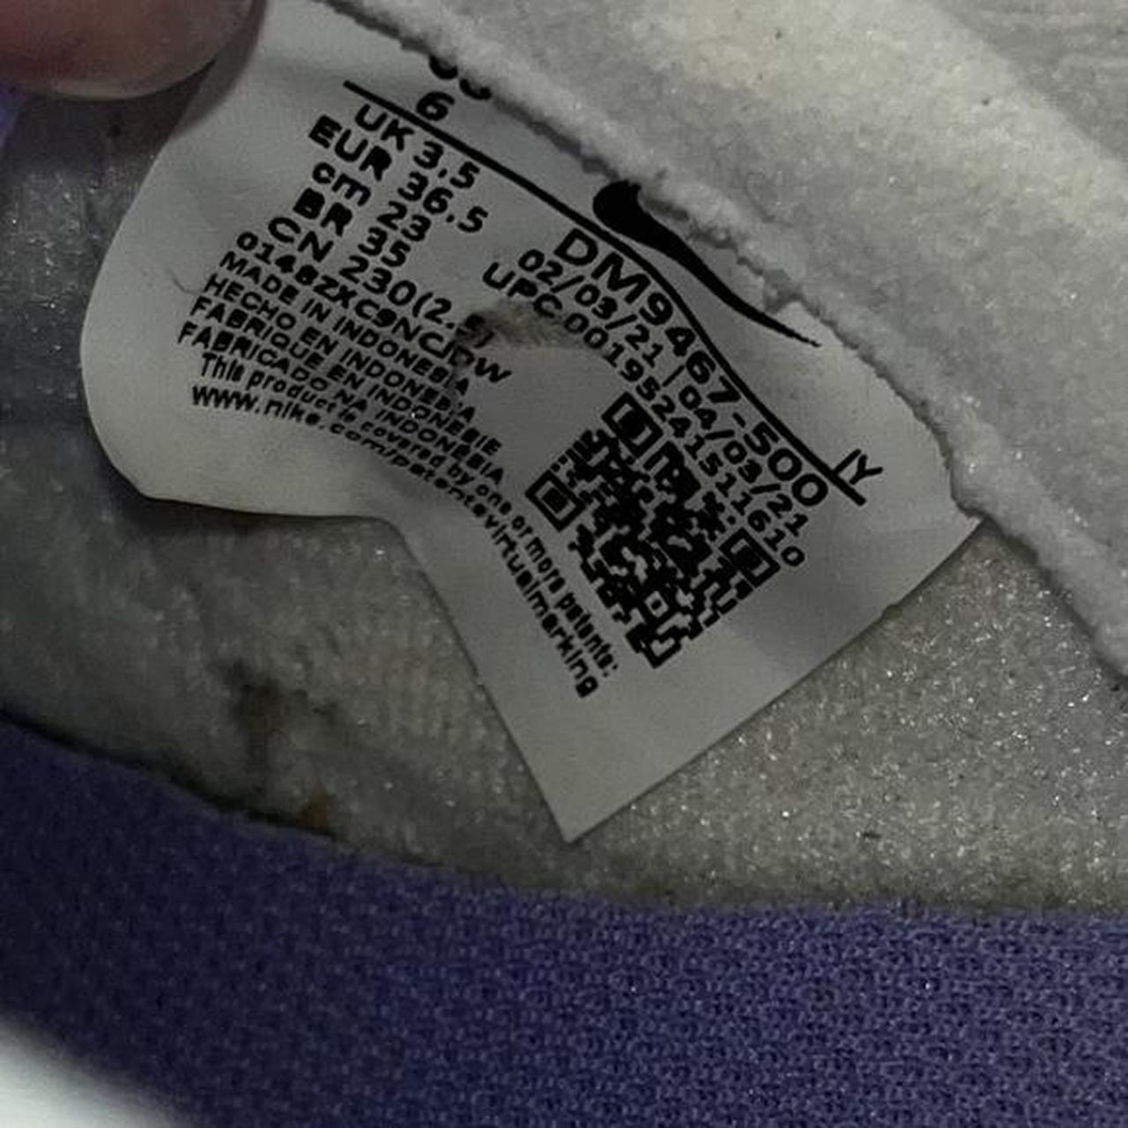 6
UK 3.5
EUR 36.5
cm 23
BR 35
CN 230(2.
MADE IN INDONESIA
HECHO EN INDONESIA
FABRIQUE EN INDONESIE
FABRICADO NA INDONESIA
This product is covered by one or more patents:
www.nike.com/patentsvirtualmarking
DM9467-500
02/03/21 | 04/03/21
UPC 00195241511610
IY